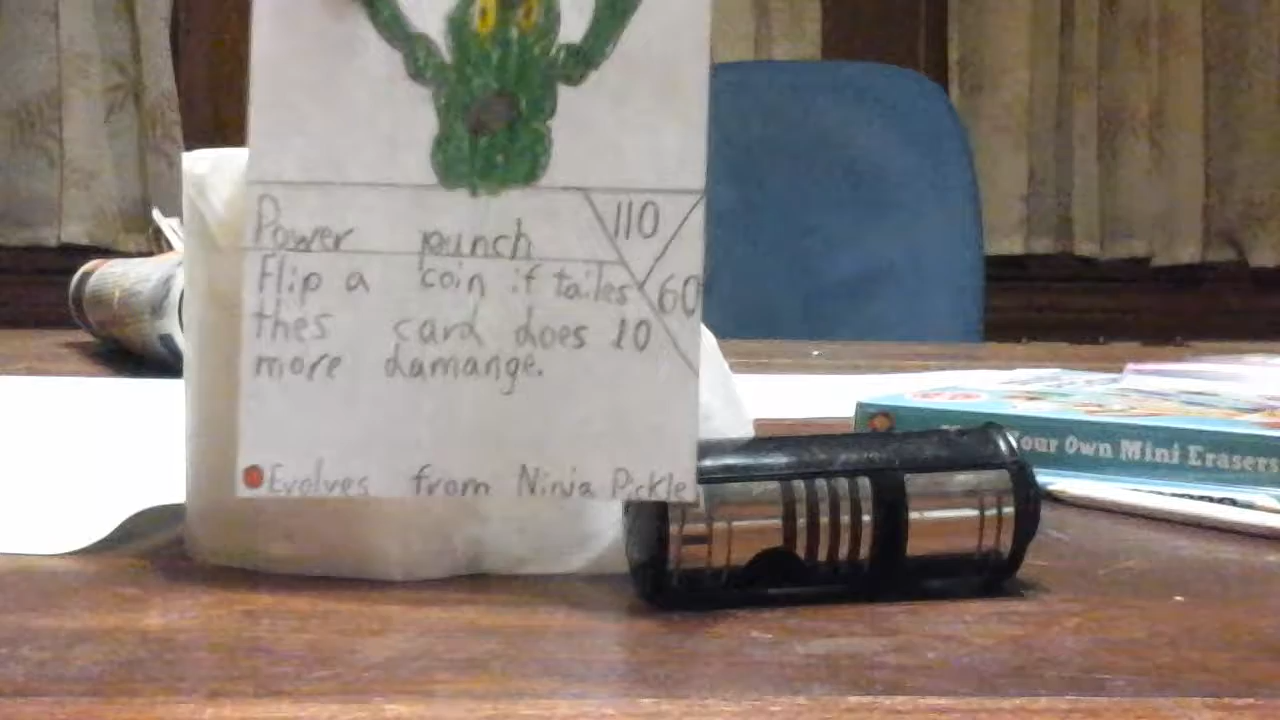 Power punch 110
Flip a coin if tailes 60
thes card does 10
more damange.
Evolves from Ninja Pickle
Your Own Mini Erasers